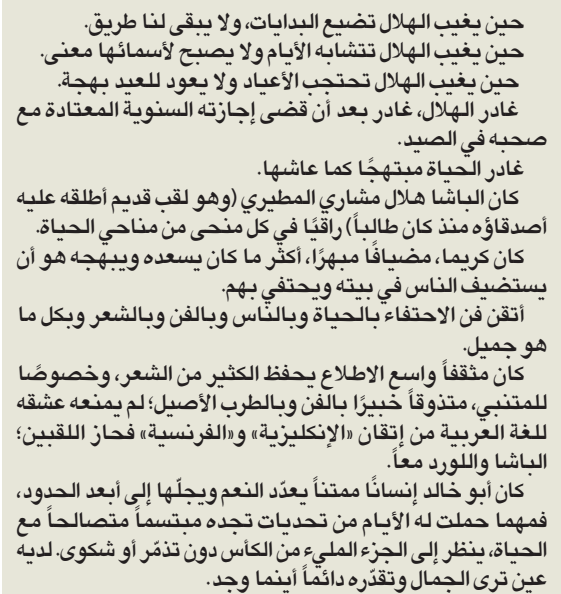 حين يغيب الهلال تضيع البدايات، ولا يبقى لنا طريق.
حين يغيب الهلال تتشابه الأيام ولا يصبح لأسمائها معنى.
حين يغيب الهلال تحتجب الأعياد ولا يعود للعيد بهجة.
غادر الهلال، غادر بعد أن قضى إجازته السنوية المعتادة مع
صحبه في الصيد.
غادر الحياة مبتهجًا كما عاشها.
كان الباشا هلال مشاري المطيري (وهو لقب قديم أطلقه عليه
أصدقاؤه منذ كان طالباً) راقيًا في كل منحى من مناحي الحياة.
كان كريما، مضيافًا مبهرًا، أكثر ما كان يسعده ويبهجه هو أن
يستضيف الناس في بيته ويحتفي بهم.
أتقن فن الاحتفاء بالحياة وبالناس وبالفن وبالشعر وبكل ما
هو جميل.
كان مثقفاً واسع الاطلاع يحفظ الكثير من الشعر، وخصوصًا
للمتنبي، متذوقاً خبيرًا بالفن وبالطرب الأصيل؛ لم يمنعه عشقه
للغة العربية من إتقان «الإنكليزية» و«الفرنسية» فحاز اللقبين؛
الباشا واللورد معاً.
كان أبو خالد إنسانًا ممتناً يعدّد النعم ويجلّها إلى أبعد الحدود،
فمهما حملت له الأيام من تحديات تجده مبتسماً متصالحاً مع
الحياة، ينظر إلى الجزء المليء من الكأس دون تذمّر أو شكوى. لديه
عين ترى الجمال وتقدّره دائماً أينما وجد.